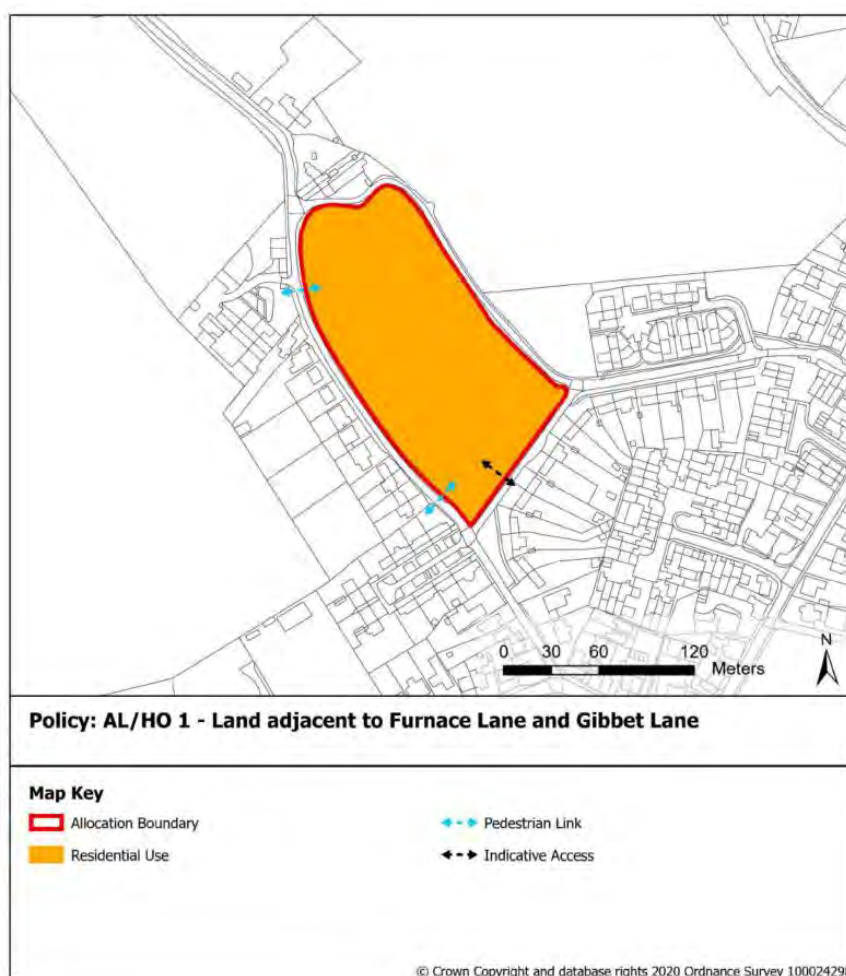 N
0 30 60 120
Meters
Policy: AL/HO 1 - Land adjacent to Furnace Lane and Gibbet Lane
Map Key
Allocation Boundary
Pedestrian Link
Residential Use
Indicative Access
© Crown Copyright and database rights 2020 Ordnance Survey 10002429